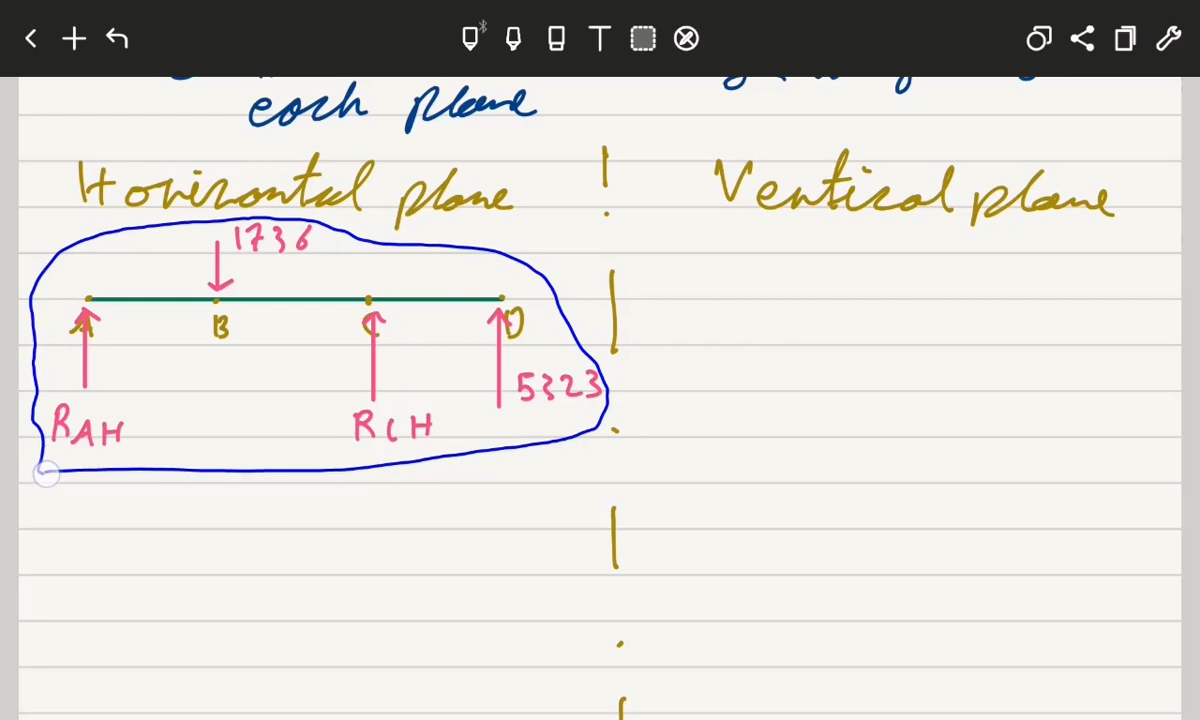 each plane
Horizontal plane
Vertical plane
1736
A B C D
5323
RAH RCH